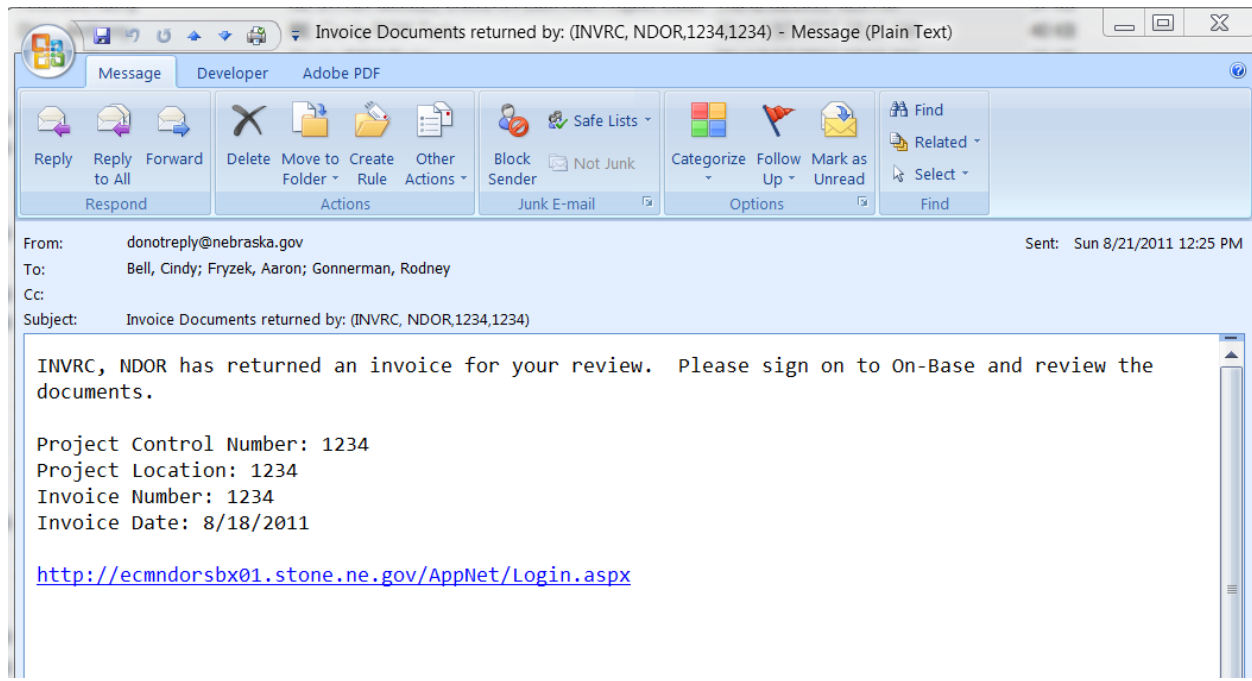 Invoice Documents returned by: (INVRC, NDOR,1234,1234) - Message (Plain Text)
Message Developer Adobe PDF
Reply Reply to All Forward Delete Move to Folder Create Rule Other Actions Block Sender Safe Lists Not Junk Categorize Follow Up Mark as Unread Find Related Select
Respond Actions Junk E-mail Options Find
From: donotreply@nebraska.gov Sent: Sun 8/21/2011 12:25 PM
To: Bell, Cindy; Fryzek, Aaron; Gonnerman, Rodney
Cc:
Subject: Invoice Documents returned by: (INVRC, NDOR,1234,1234)
INVRC, NDOR has returned an invoice for your review. Please sign on to On-Base and review the
documents.
Project Control Number: 1234
Project Location: 1234
Invoice Number: 1234
Invoice Date: 8/18/2011
http://ecmndorsbx01.stone.ne.gov/AppNet/Login.aspx